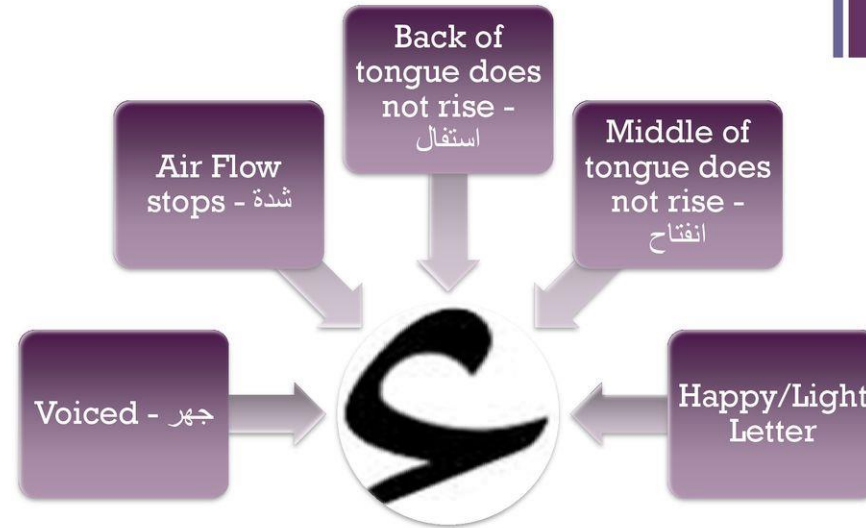 Back of
tongue does
not rise -
استفال
Air Flow
stops - شدة
Middle of
tongue does
not rise -
انفتاح
Voiced - جهر
ء
Happy/Light
Letter